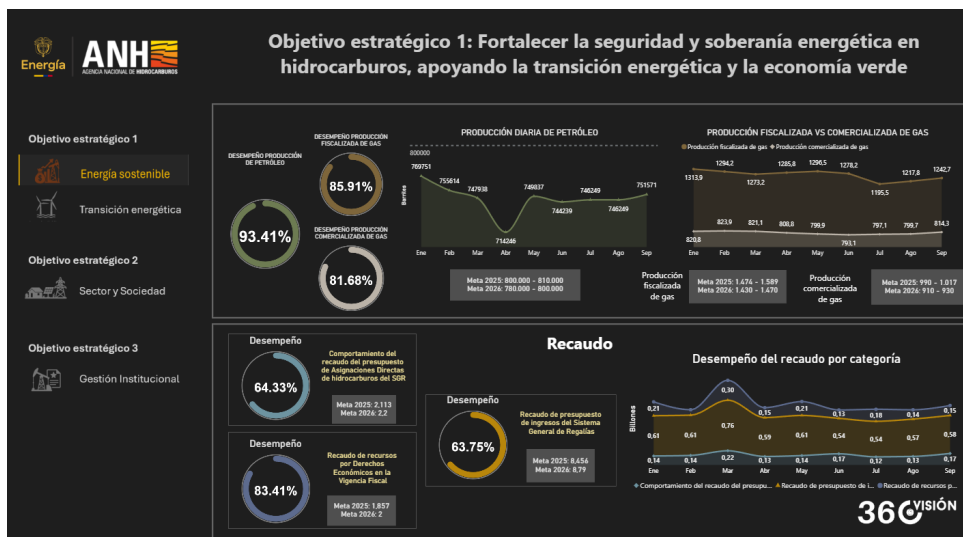 Energía
ANH
AGENCIA NACIONAL DE HIDROCARBUROS
Objetivo estratégico 1: Fortalecer la seguridad y soberanía energética en
hidrocarburos, apoyando la transición energética y la economía verde
Objetivo estratégico 1
Energía sostenible
Transición energética
Objetivo estratégico 2
Sector y Sociedad
Objetivo estratégico 3
Gestión Institucional
DESEMPEÑO PRODUCCIÓN
DE PETRÓLEO
93.41%
DESEMPEÑO PRODUCCIÓN
FISCALIZADA DE GAS
85.91%
DESEMPEÑO PRODUCCIÓN
COMERCIALIZADA DE GAS
81.68%
PRODUCCIÓN DIARIA DE PETRÓLEO
Barriles
800000
769751
755614
747938
714246
749837
744239
746249
746249
751571
Ene Feb Mar Abr May Jun Jul Ago Sep
Meta 2025: 800.000 - 810.000
Meta 2026: 780.000 - 800.000
PRODUCCIÓN FISCALIZADA VS COMERCIALIZADA DE GAS
Producción fiscalizada de gas Producción comercializada de gas
1313,9 1294,2 1273,2 1285,8 1296,5 1278,2 1195,5 1217,8 1242,7
820,8 823,9 821,1 808,8 799,9 793,1 797,1 799,7 814,3
Ene Feb Mar Abr May Jun Jul Ago Sep
Producción
fiscalizada
de gas
Meta 2025: 1.474 - 1.589
Meta 2026: 1.430 - 1.470
Producción
comercializada
de gas
Meta 2025: 990 - 1.017
Meta 2026: 910 - 930
Recaudo
Desempeño
64.33%
Comportamiento del
recaudo del presupuesto
de Asignaciones Directas
de hidrocarburos del SGR
Meta 2025: 2,113
Meta 2026: 2,2
Desempeño
83.41%
Recaudo de recursos
por Derechos
Económicos en la
Vigencia Fiscal
Meta 2025: 1,857
Meta 2026: 2
Desempeño
63.75%
Recaudo de presupuesto
de ingresos del Sistema
General de Regalías
Meta 2025: 8,456
Meta 2026: 8,79
Desempeño del recaudo por categoría
Billones
0,21 0,30 0,15 0,21 0,13 0,18 0,14 0,15
0,61 0,61 0,76 0,59 0,61 0,54 0,54 0,57 0,58
0,14 0,14 0,22 0,13 0,14 0,17 0,12 0,13 0,17
Ene Feb Mar Abr May Jun Jul Ago Sep
Comportamiento del recaudo del presupu... Recaudo de presupuesto de i... Recaudo de recursos p...
360 VISIÓN